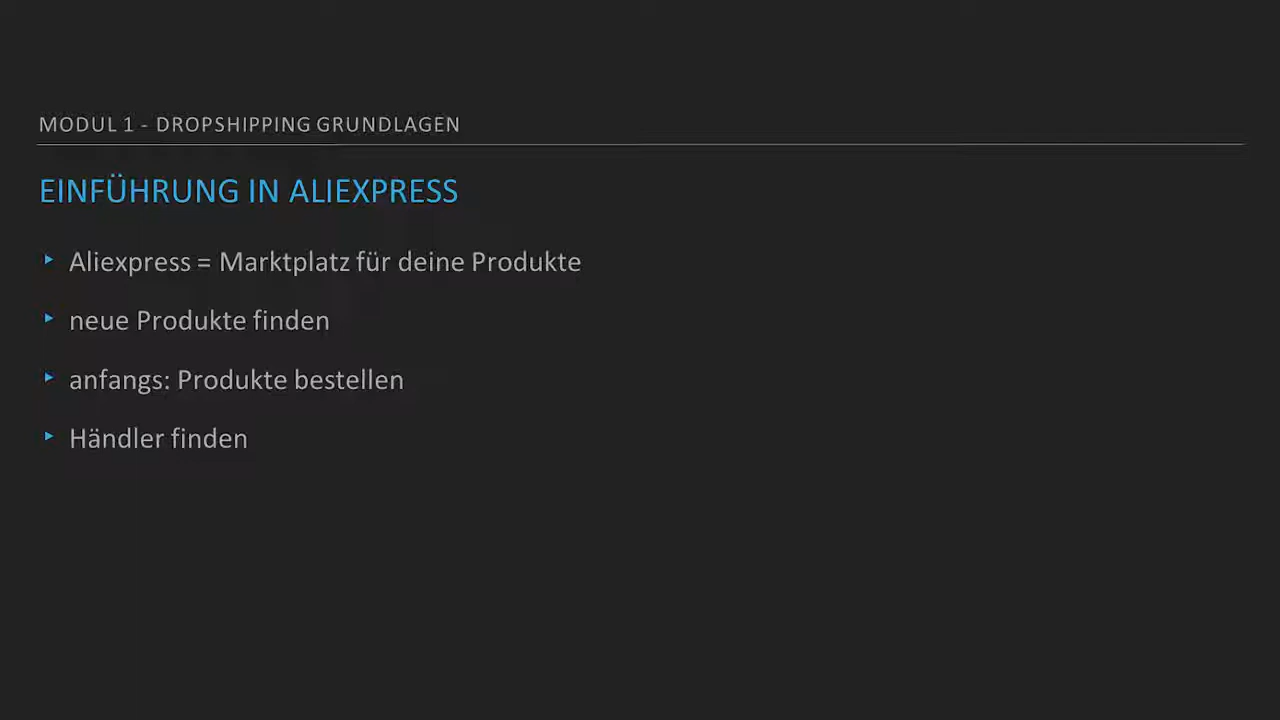 MODUL 1 - DROPSHIPPING GRUNDLAGEN
EINFÜHRUNG IN ALIEXPRESS
Aliexpress = Marktplatz für deine Produkte
neue Produkte finden
anfangs: Produkte bestellen
Händler finden